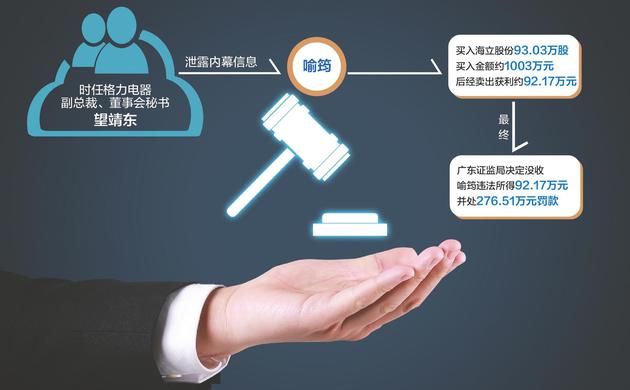 时任格力电器
副总裁、董事会秘书
望靖东
泄露内幕信息
喻筠
买入海立股份93.03万股
买入金额约1003万元
后经卖出获利约92.17万元
最终
广东证监局决定没收
喻筠违法所得92.17万元
并处276.51万元罚款